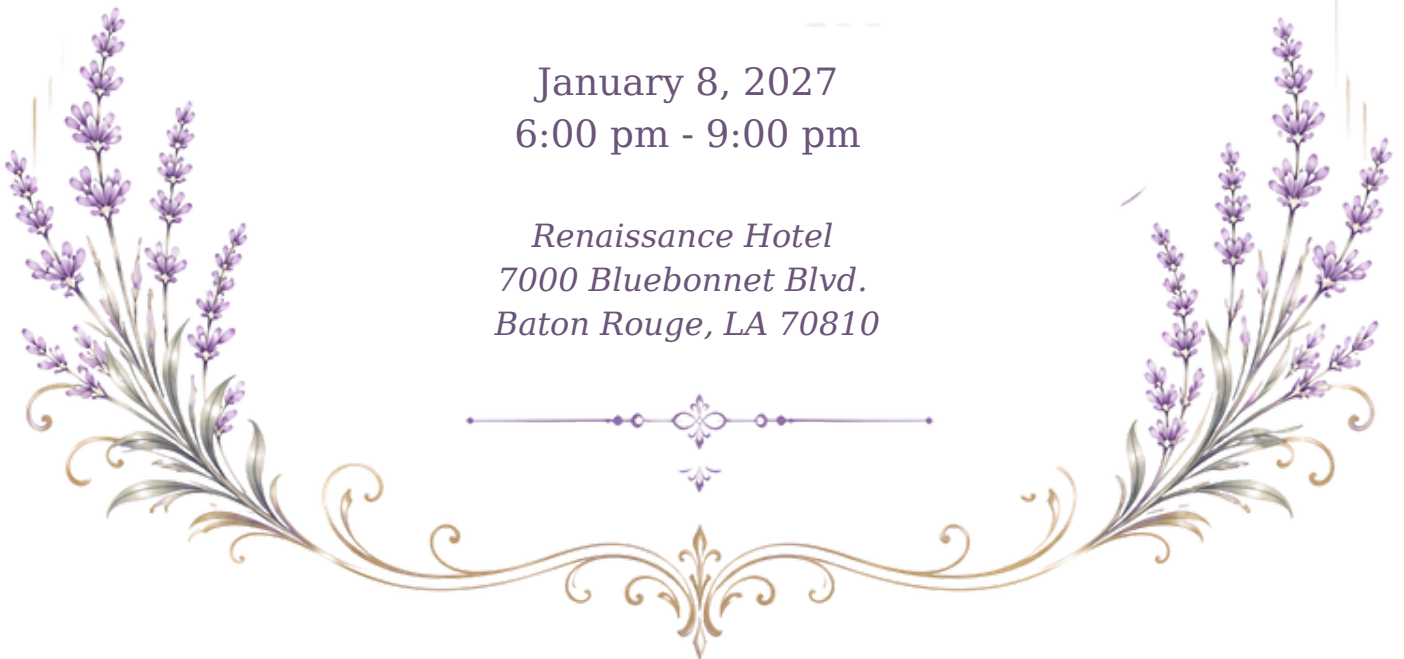 January 8, 2027
6:00 pm - 9:00 pm
Renaissance Hotel
7000 Bluebonnet Blvd.
Baton Rouge, LA 70810